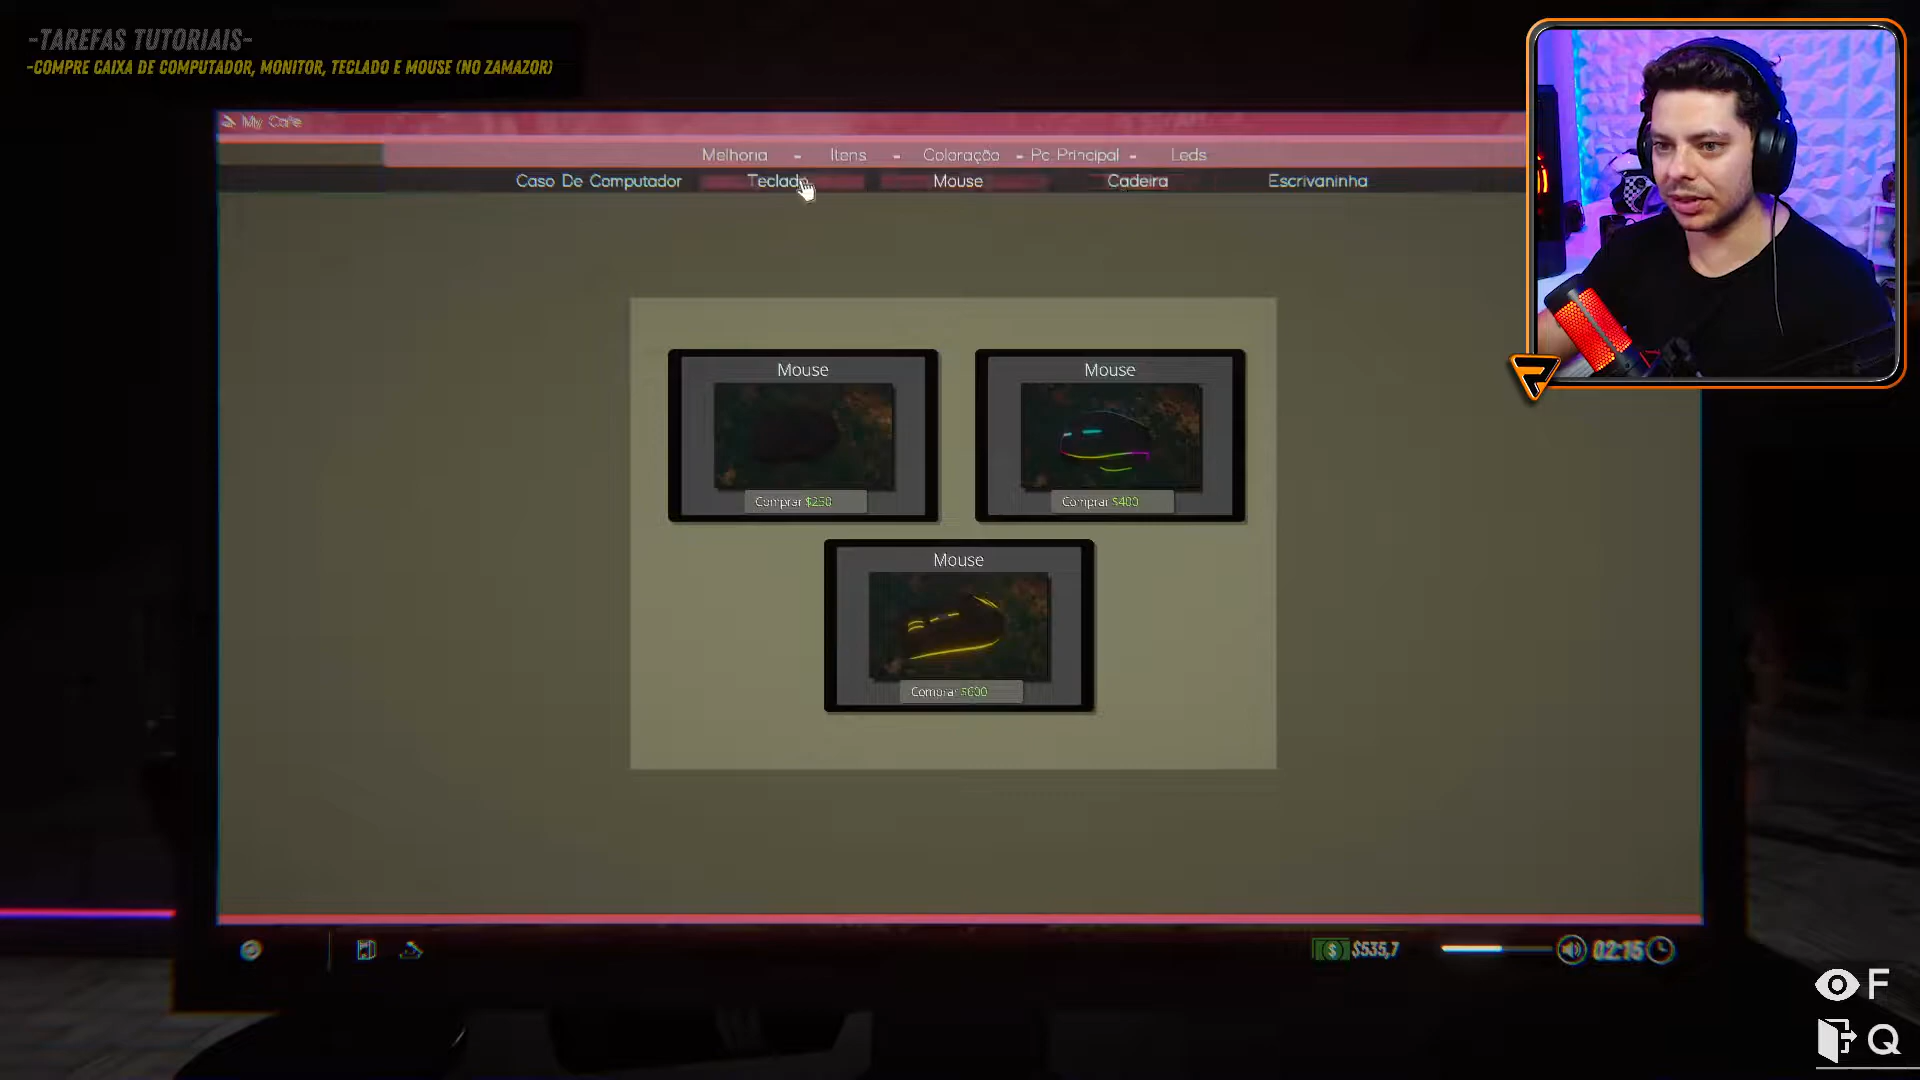 -TAREFAS TUTORIAIS-
-COMPRE CAIXA DE COMPUTADOR, MONITOR, TECLADO E MOUSE (NO ZAMAZOR)
My Cafe
Melhoria - Itens - Coloração - Pc Principal - Leds
Caso De Computador Teclado Mouse Cadeira Escrivaninha
Mouse Mouse
Comprar $250 Comprar $400
Mouse
Comprar $600
$535,7 02:15
F
Q